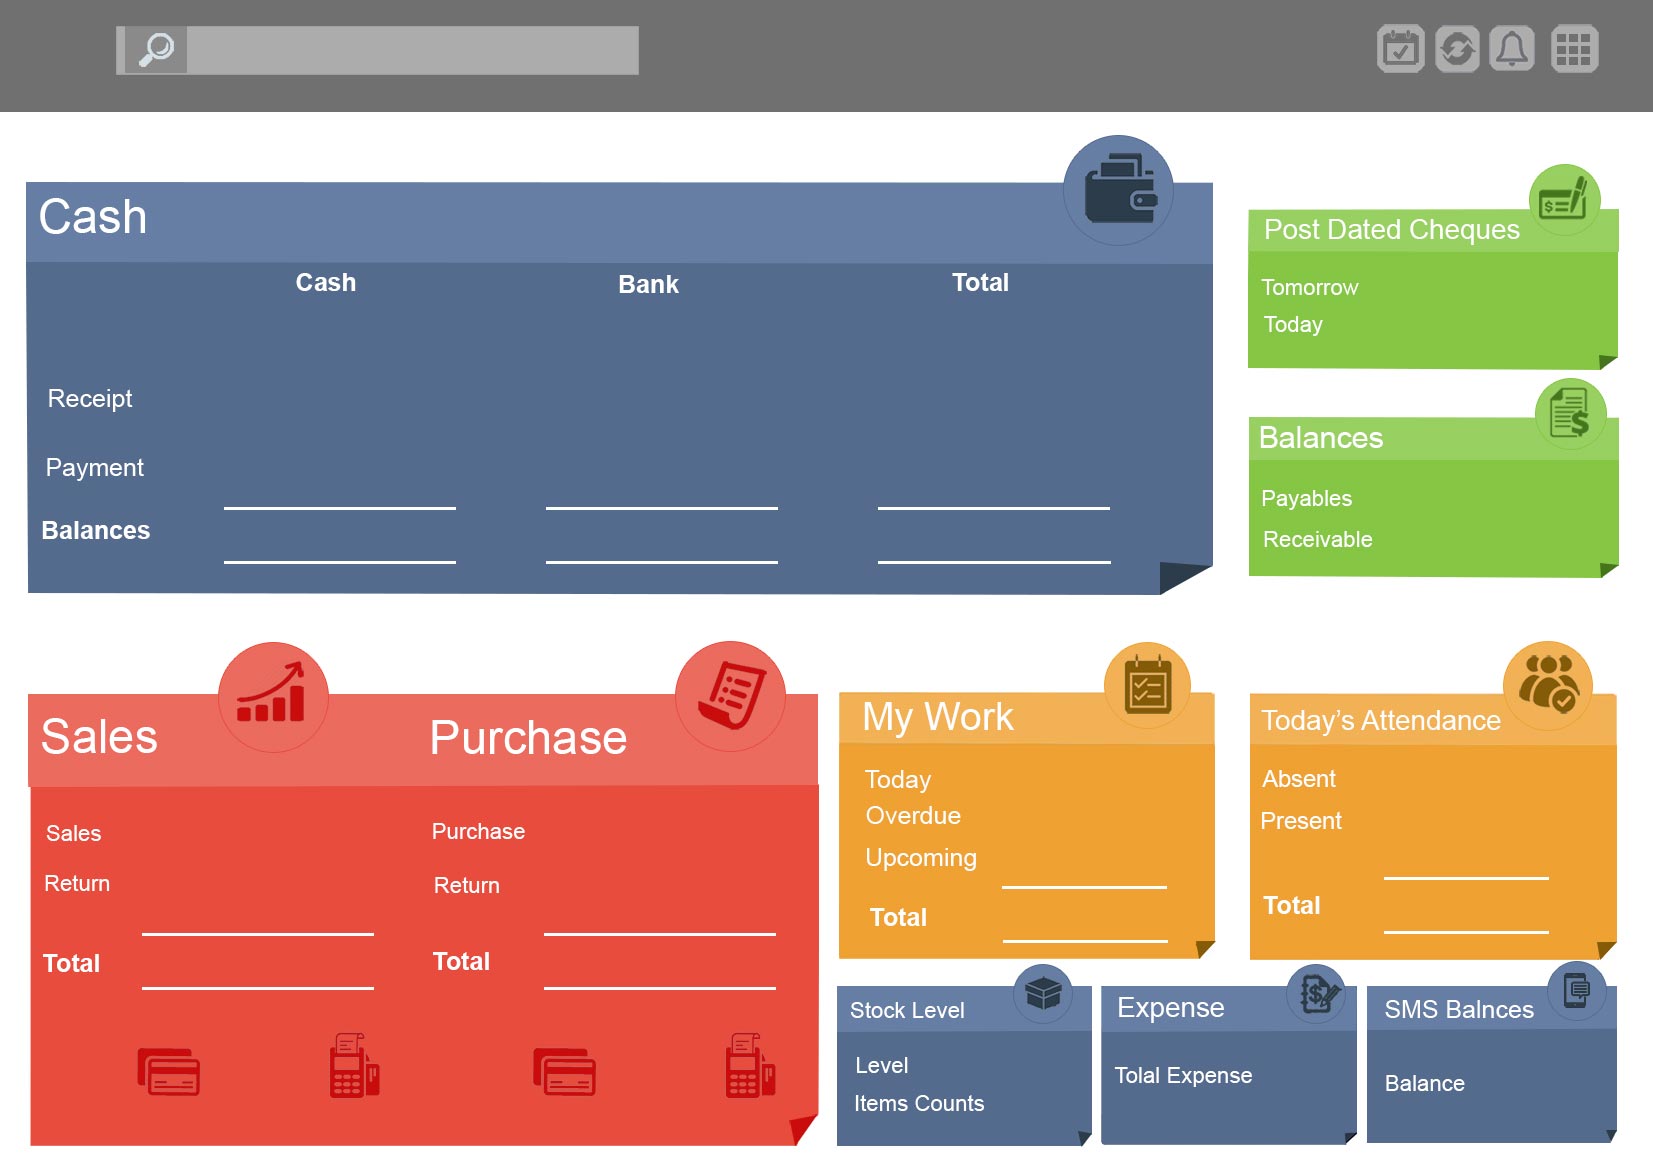 Cash
Cash Bank Total
Receipt
Payment
Balances
Post Dated Cheques
Tomorrow
Today
Balances
Payables
Receivable
Sales Purchase
Sales Purchase
Return Return
Total Total
My Work
Today
Overdue
Upcoming
Total
Today’s Attendance
Absent
Present
Total
Stock Level
Level
Items Counts
Expense
Tolal Expense
SMS Balnces
Balance